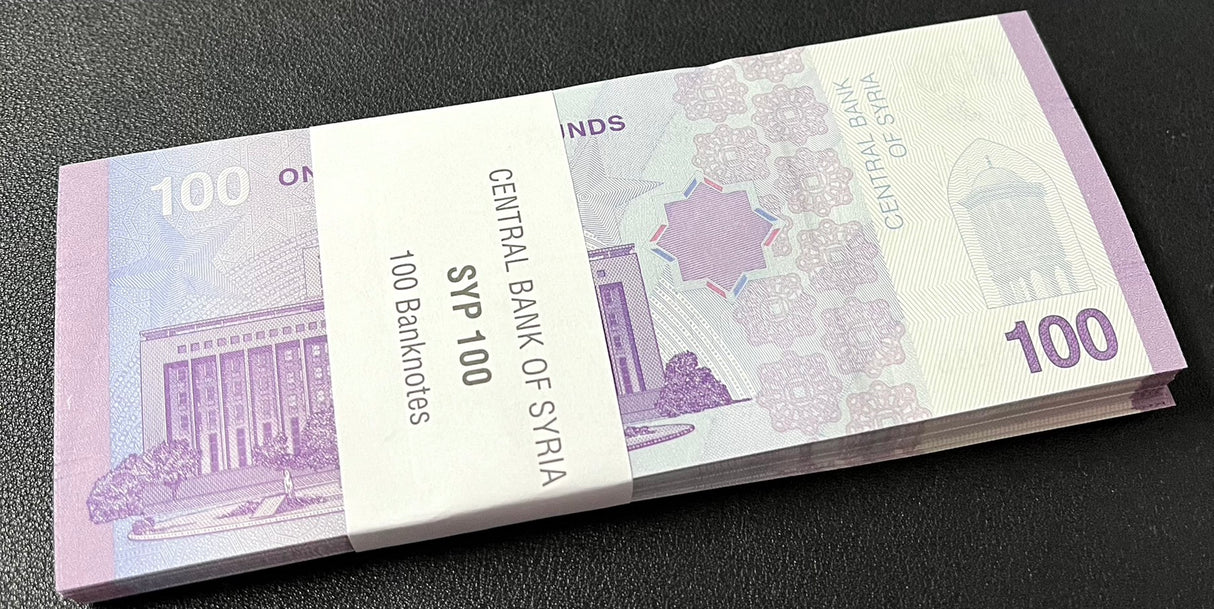 100
ON
UNDS
CENTRAL BANK OF SYRIA
SYP 100
100 Banknotes
CENTRAL BANK
OF SYRIA
100